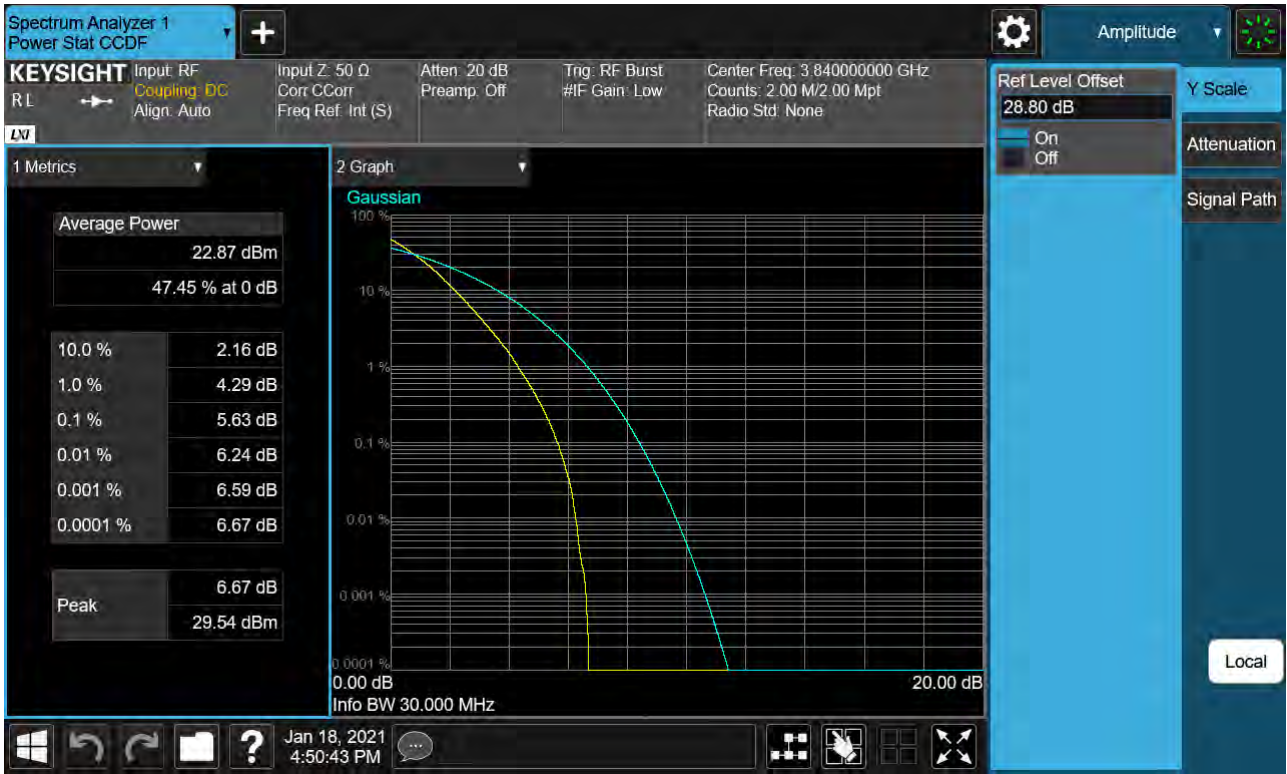 Spectrum Analyzer 1
Power Stat CCDF
+
Amplitude
KEYSIGHT
RL
LXI
Input: RF
Coupling: DC
Align: Auto
Input Z: 50 Ω
Corr CCorr
Freq Ref: Int (S)
Atten: 20 dB
Preamp: Off
Trig: RF Burst
#IF Gain: Low
Center Freq: 3.840000000 GHz
Counts: 2.00 M/2.00 Mpt
Radio Std: None
Ref Level Offset
28.80 dB
On
Off
Y Scale
Attenuation
Signal Path
Local
1 Metrics
Average Power
22.87 dBm
47.45 % at 0 dB
10.0 % 2.16 dB
1.0 % 4.29 dB
0.1 % 5.63 dB
0.01 % 6.24 dB
0.001 % 6.59 dB
0.0001 % 6.67 dB
Peak
6.67 dB
29.54 dBm
2 Graph
Gaussian
100 %
10 %
1 %
0.1 %
0.01 %
0.001 %
0.0001 %
0.00 dB 20.00 dB
Info BW 30.000 MHz
?
Jan 18, 2021
4:50:43 PM